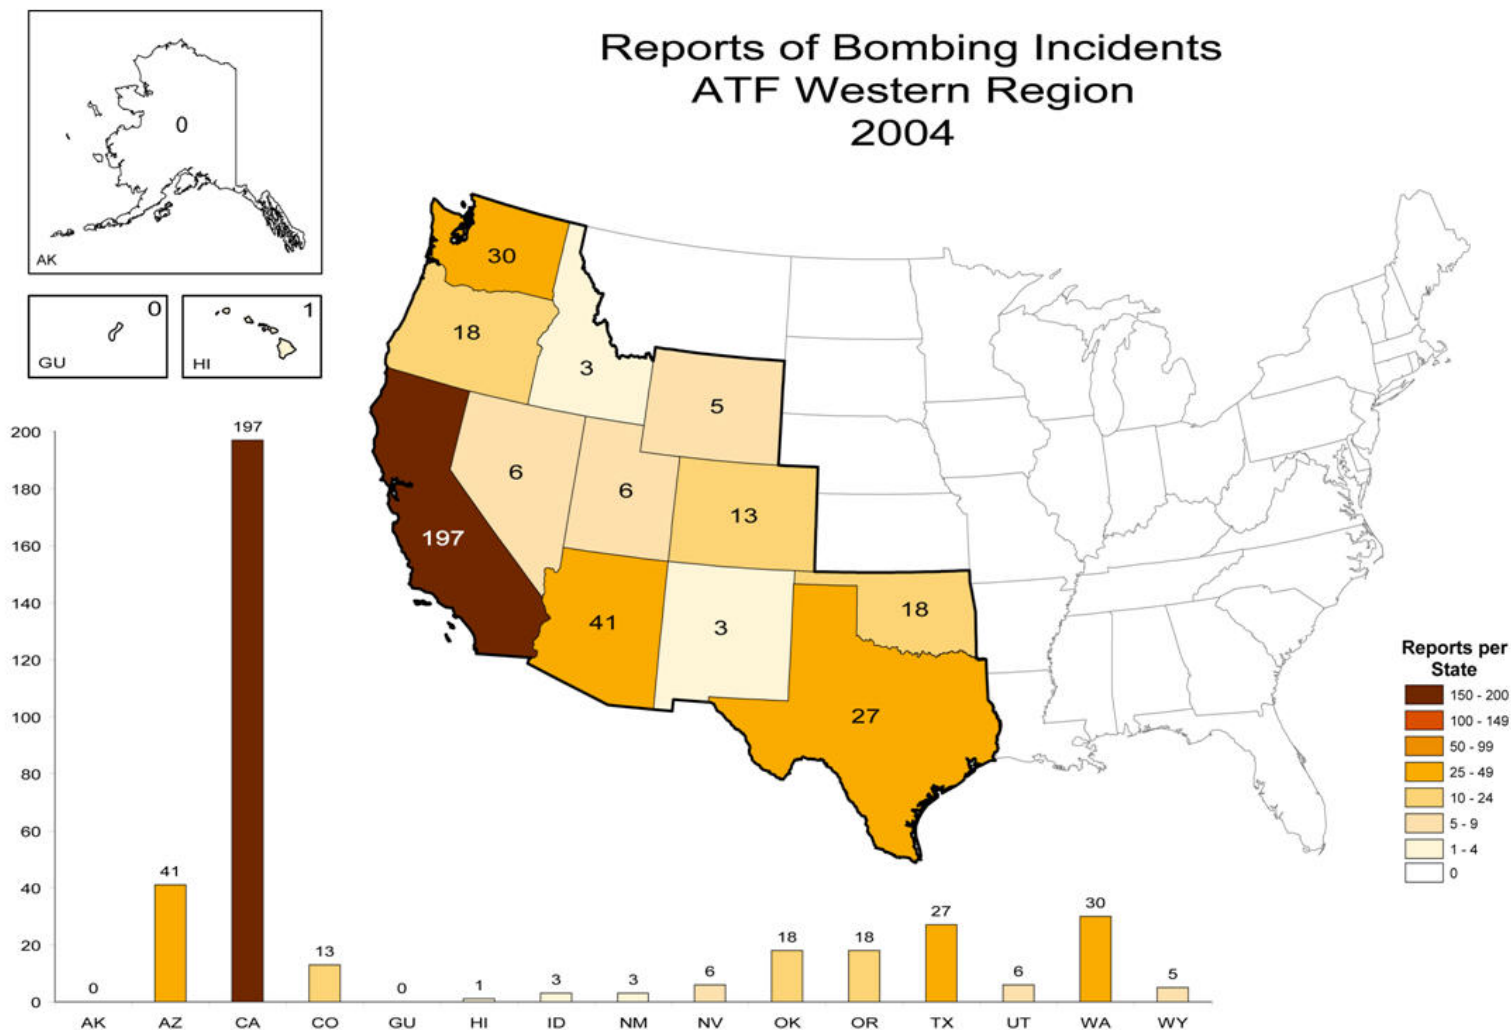 Reports of Bombing Incidents
ATF Western Region
2004
0
AK
0
GU
1
HI
30
18
3
5
6
6
13
197
41
3
18
27
Reports per
State
150 - 200
100 - 149
50 - 99
25 - 49
10 - 24
5 - 9
1 - 4
0
200
180
160
140
120
100
80
60
40
20
0
0
41
197
13
0
1
3
3
6
18
18
27
6
30
5
AK AZ CA CO GU HI ID NM NV OK OR TX UT WA WY